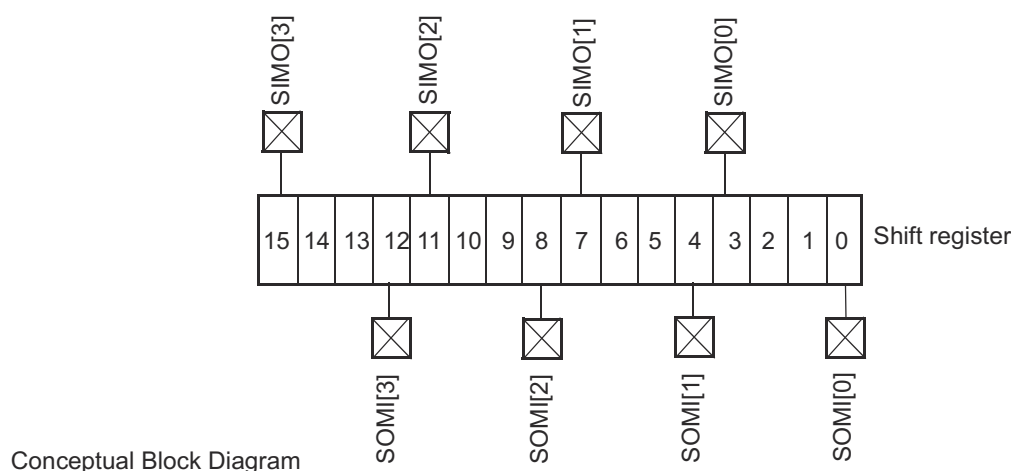 SIMO[3] SIMO[2] SIMO[1] SIMO[0]
15 14 13 12 11 10 9 8 7 6 5 4 3 2 1 0 Shift register
SOMI[3] SOMI[2] SOMI[1] SOMI[0]
Conceptual Block Diagram